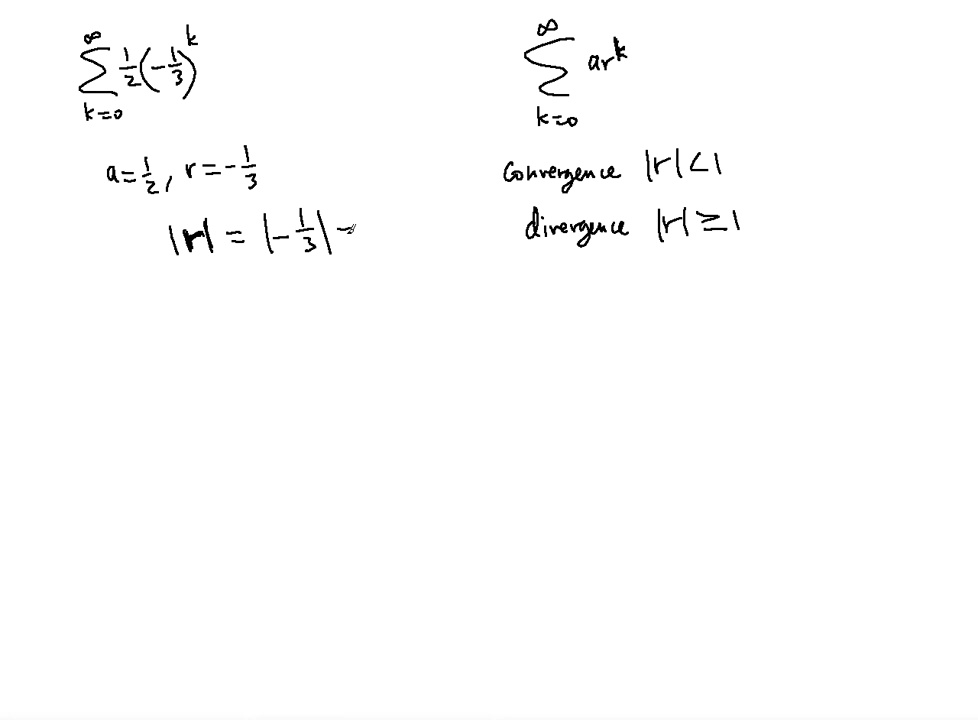 ∑_{k=0}^{∞} 1/2(-1/3)^k
a=1/2, r=-1/3
|r| = |-1/3| =
∑_{k=0}^{∞} ar^k
Convergence |r|<1
divergence |r|≥1